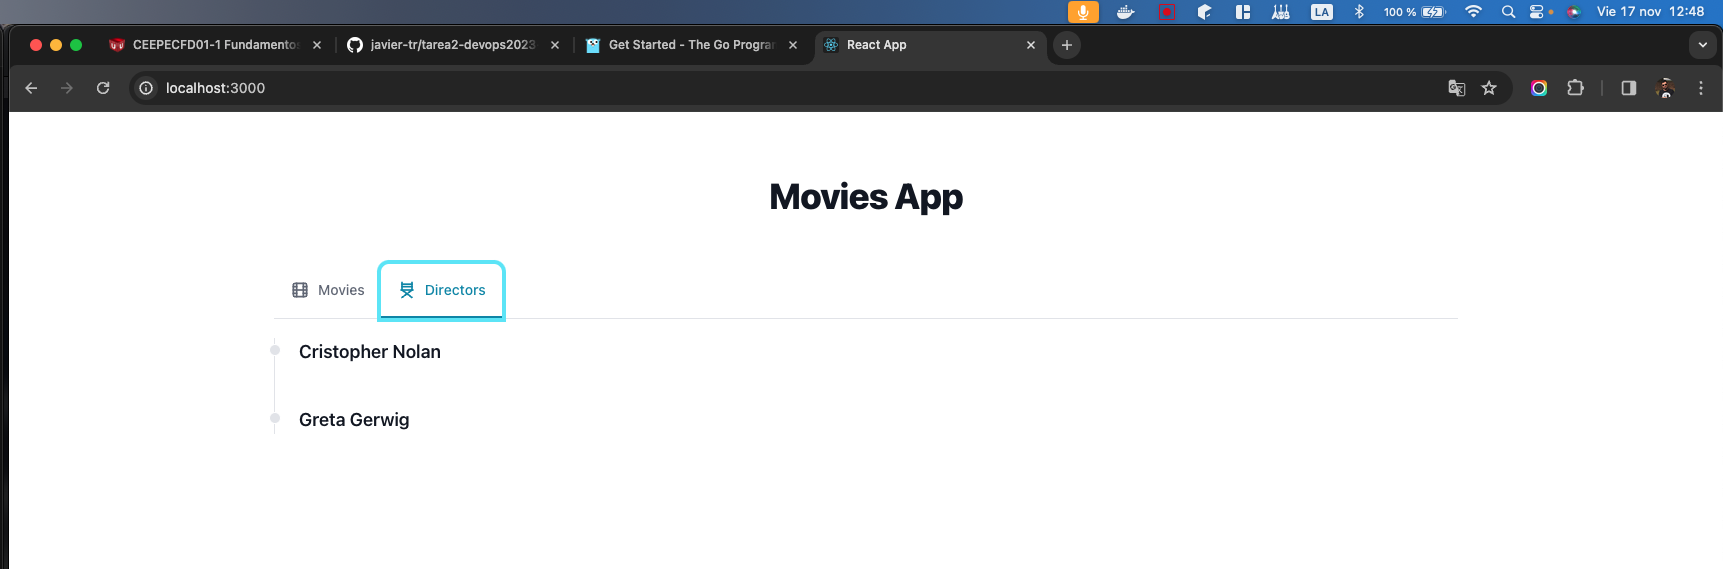 LA 100 % Vie 17 nov 12:48
CEEPECFD01-1 Fundamentos javier-tr/tarea2-devops2023 Get Started - The Go Progra React App
localhost:3000
Movies App
Movies Directors
Cristopher Nolan
Greta Gerwig